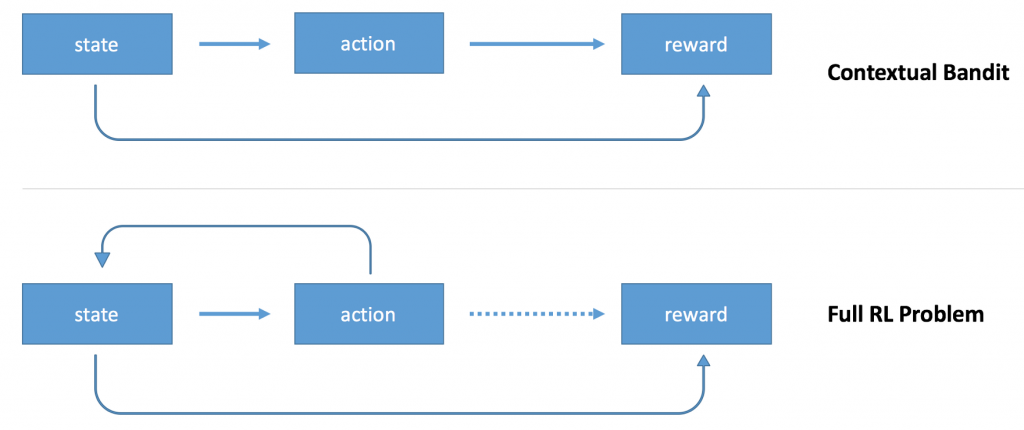 state
action
reward
Contextual Bandit
state
action
reward
Full RL Problem